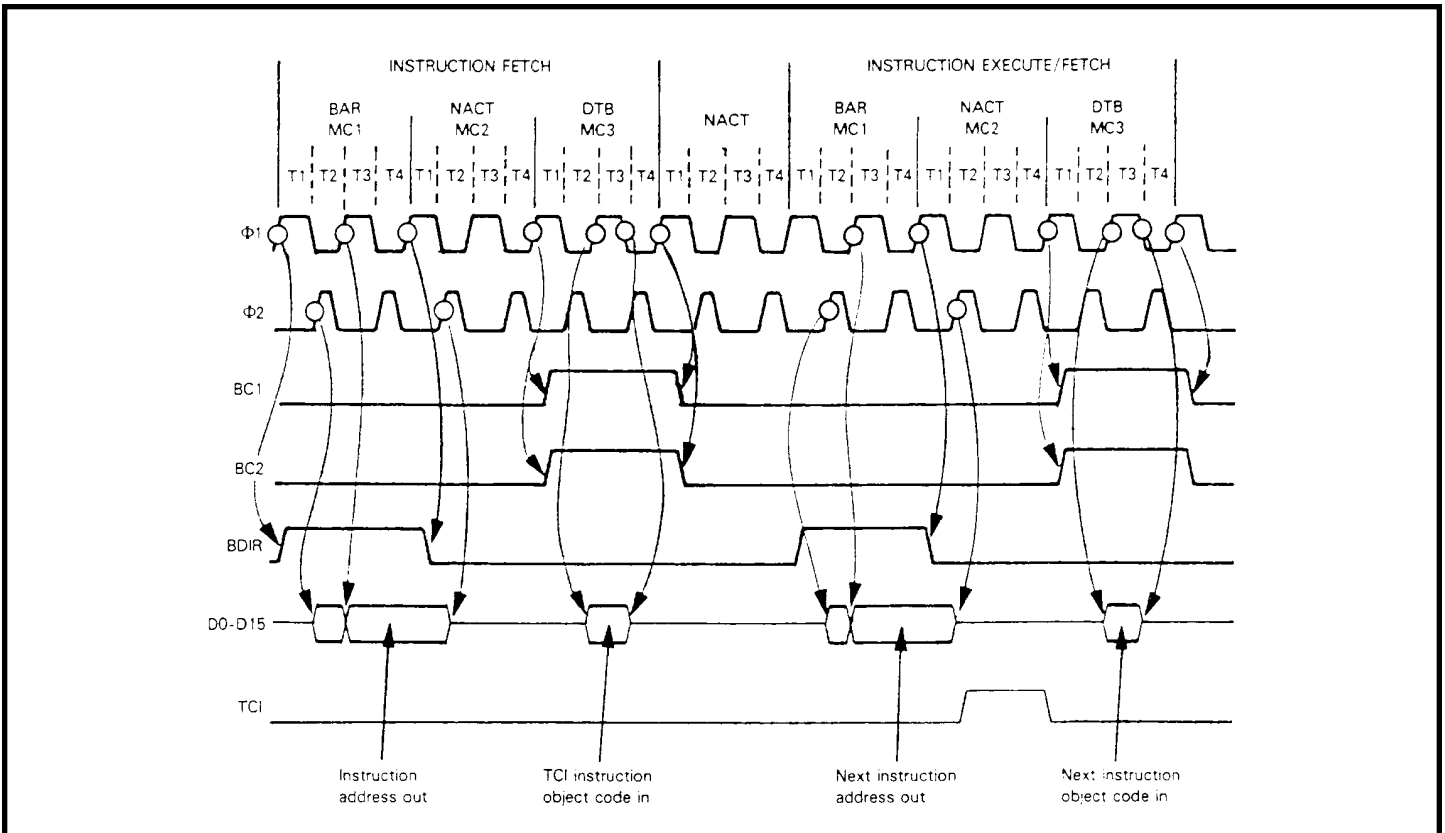 INSTRUCTION FETCH INSTRUCTION EXECUTE/FETCH
BAR NACT DTB NACT BAR NACT DTB
MC1 MC2 MC3 MC1 MC2 MC3
T1 T2 T3 T4 T1 T2 T3 T4 T1 T2 T3 T4 T1 T2 T3 T4 T1 T2 T3 T4 T1 T2 T3 T4 T1 T2 T3 T4
Φ1
Φ2
BC1
BC2
BDIR
D0-D15
TCI
Instruction TCI instruction Next instruction Next instruction
address out object code in address out object code in